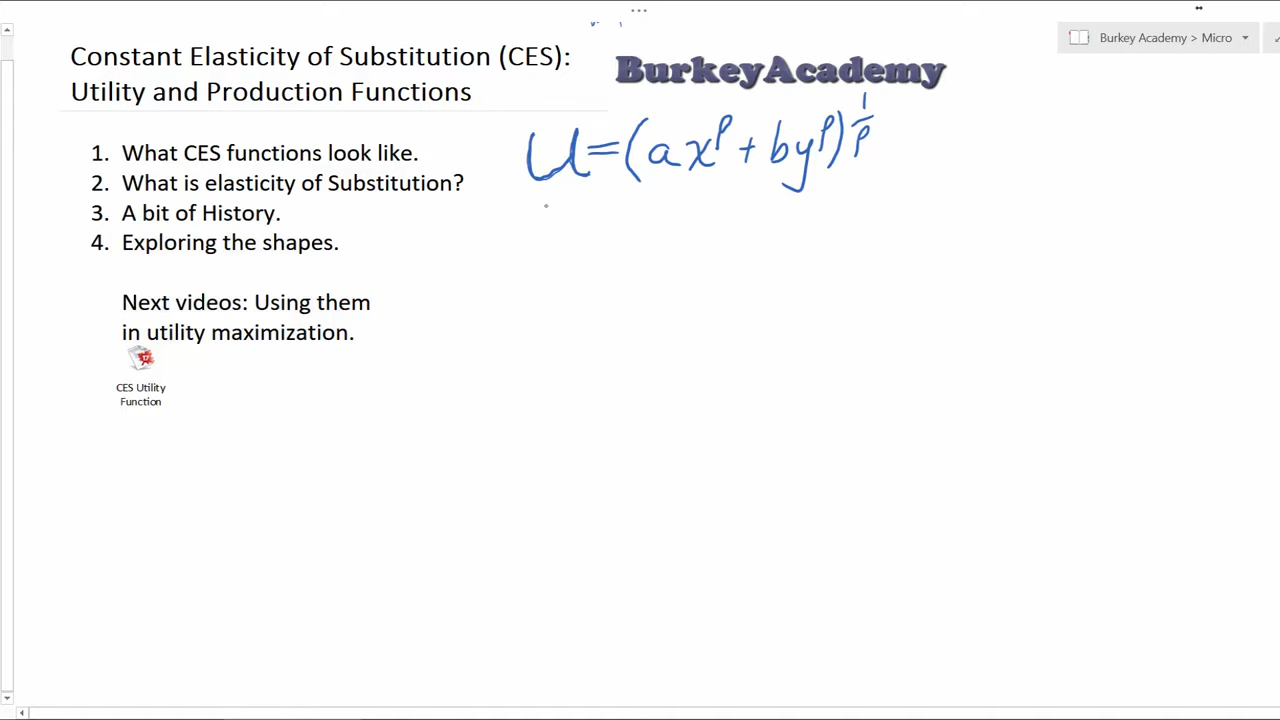 Burkey Academy > Micro
Constant Elasticity of Substitution (CES):
Utility and Production Functions
BurkeyAcademy
U=(ax^ρ+by^ρ)^(1/ρ)
1. What CES functions look like.
2. What is elasticity of Substitution?
3. A bit of History.
4. Exploring the shapes.
Next videos: Using them
in utility maximization.
CES Utility
Function